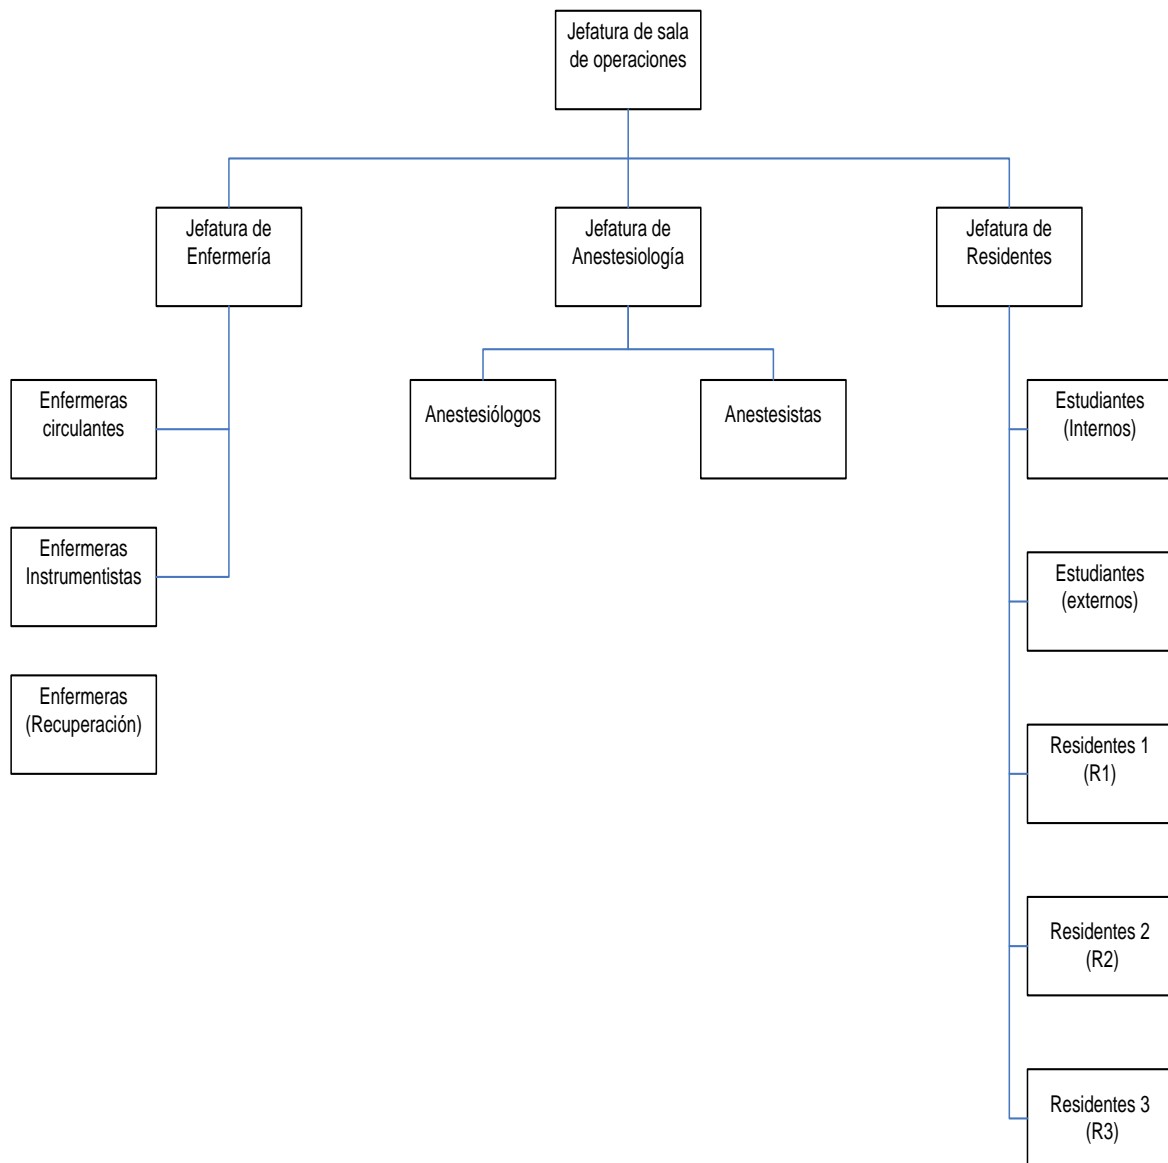 Jefatura de sala
de operaciones
Jefatura de
Enfermería
Jefatura de
Anestesiología
Jefatura de
Residentes
Enfermeras
circulantes
Anestesiólogos
Anestesistas
Estudiantes
(Internos)
Enfermeras
Instrumentistas
Estudiantes
(externos)
Enfermeras
(Recuperación)
Residentes 1
(R1)
Residentes 2
(R2)
Residentes 3
(R3)